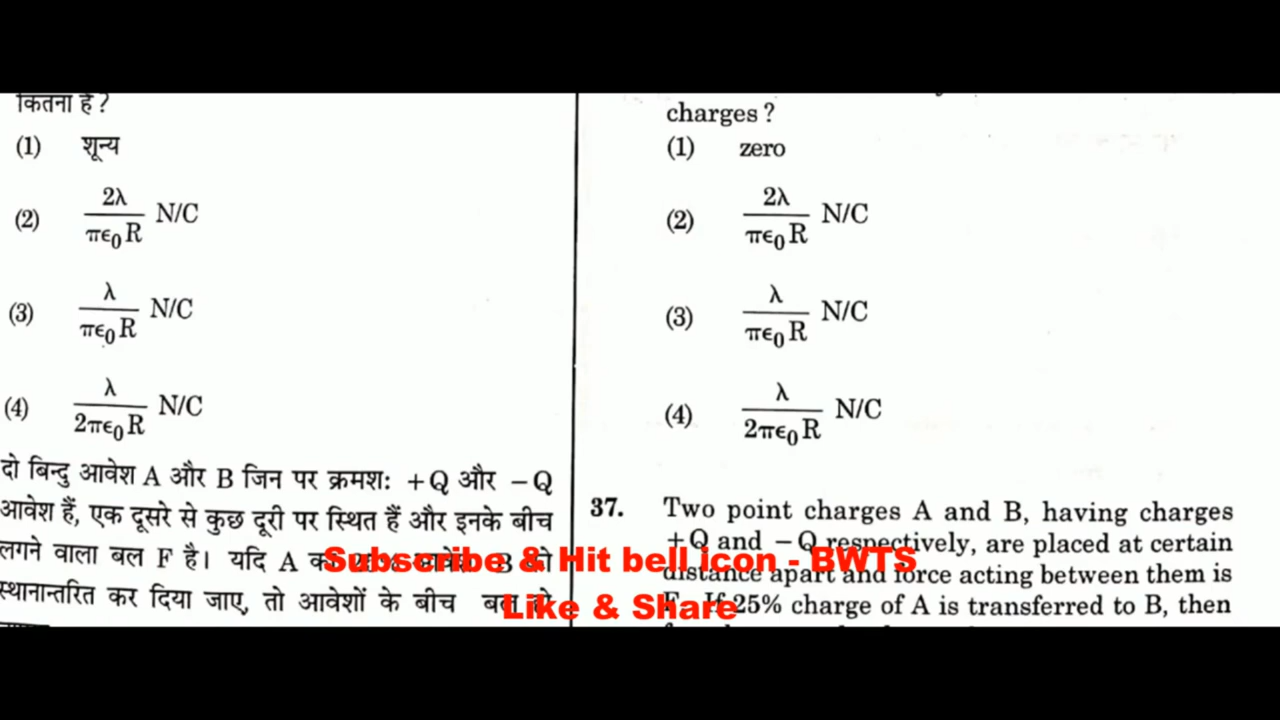 कितना है ?
(1) शून्य
(2) 2λ / πε₀R N/C
(3) λ / πε₀R N/C
(4) λ / 2πε₀R N/C
दो बिन्दु आवेश A और B जिन पर क्रमशः +Q और −Q
आवेश हैं, एक दूसरे से कुछ दूरी पर स्थित हैं और इनके बीच
लगने वाला बल F है। यदि A का
स्थानान्तरित कर दिया जाए, तो आवेशों के बीच
charges ?
(1) zero
(2) 2λ / πε₀R N/C
(3) λ / πε₀R N/C
(4) λ / 2πε₀R N/C
37. Two point charges A and B, having charges
+Q and −Q respectively, are placed at certain
distance apart and force acting between them is
F. If 25% charge of A is transferred to B, then
Subscribe & Hit bell icon - BWTS
Like & Share